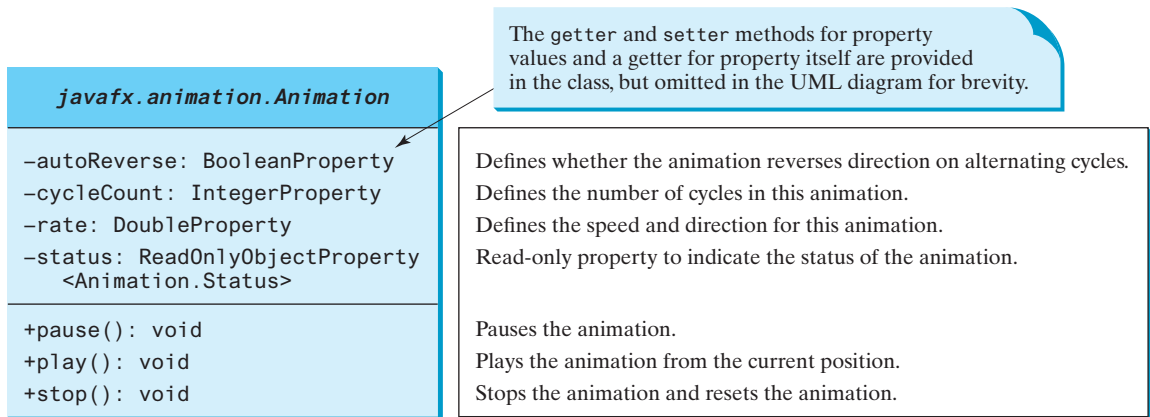 The getter and setter methods for property
values and a getter for property itself are provided
in the class, but omitted in the UML diagram for brevity.
javafx.animation.Animation
–autoReverse: BooleanProperty
Defines whether the animation reverses direction on alternating cycles.
–cycleCount: IntegerProperty
Defines the number of cycles in this animation.
–rate: DoubleProperty
Defines the speed and direction for this animation.
–status: ReadOnlyObjectProperty
<Animation.Status>
Read-only property to indicate the status of the animation.
+pause(): void
Pauses the animation.
+play(): void
Plays the animation from the current position.
+stop(): void
Stops the animation and resets the animation.